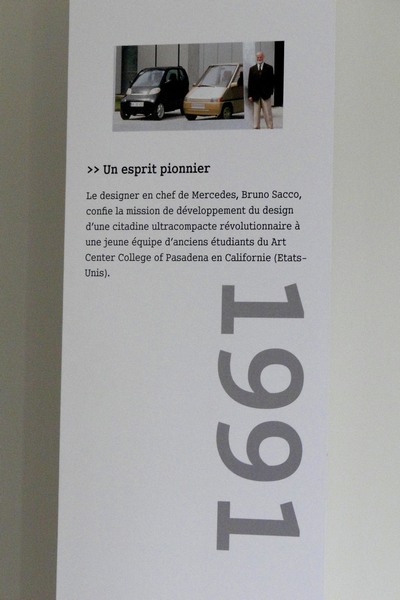 >> Un esprit pionnier
Le designer en chef de Mercedes, Bruno Sacco,
confie la mission de développement du design
d'une citadine ultracompacte révolutionnaire à
une jeune équipe d'anciens étudiants du Art
Center College of Pasadena en Californie (Etats-
Unis).
1991